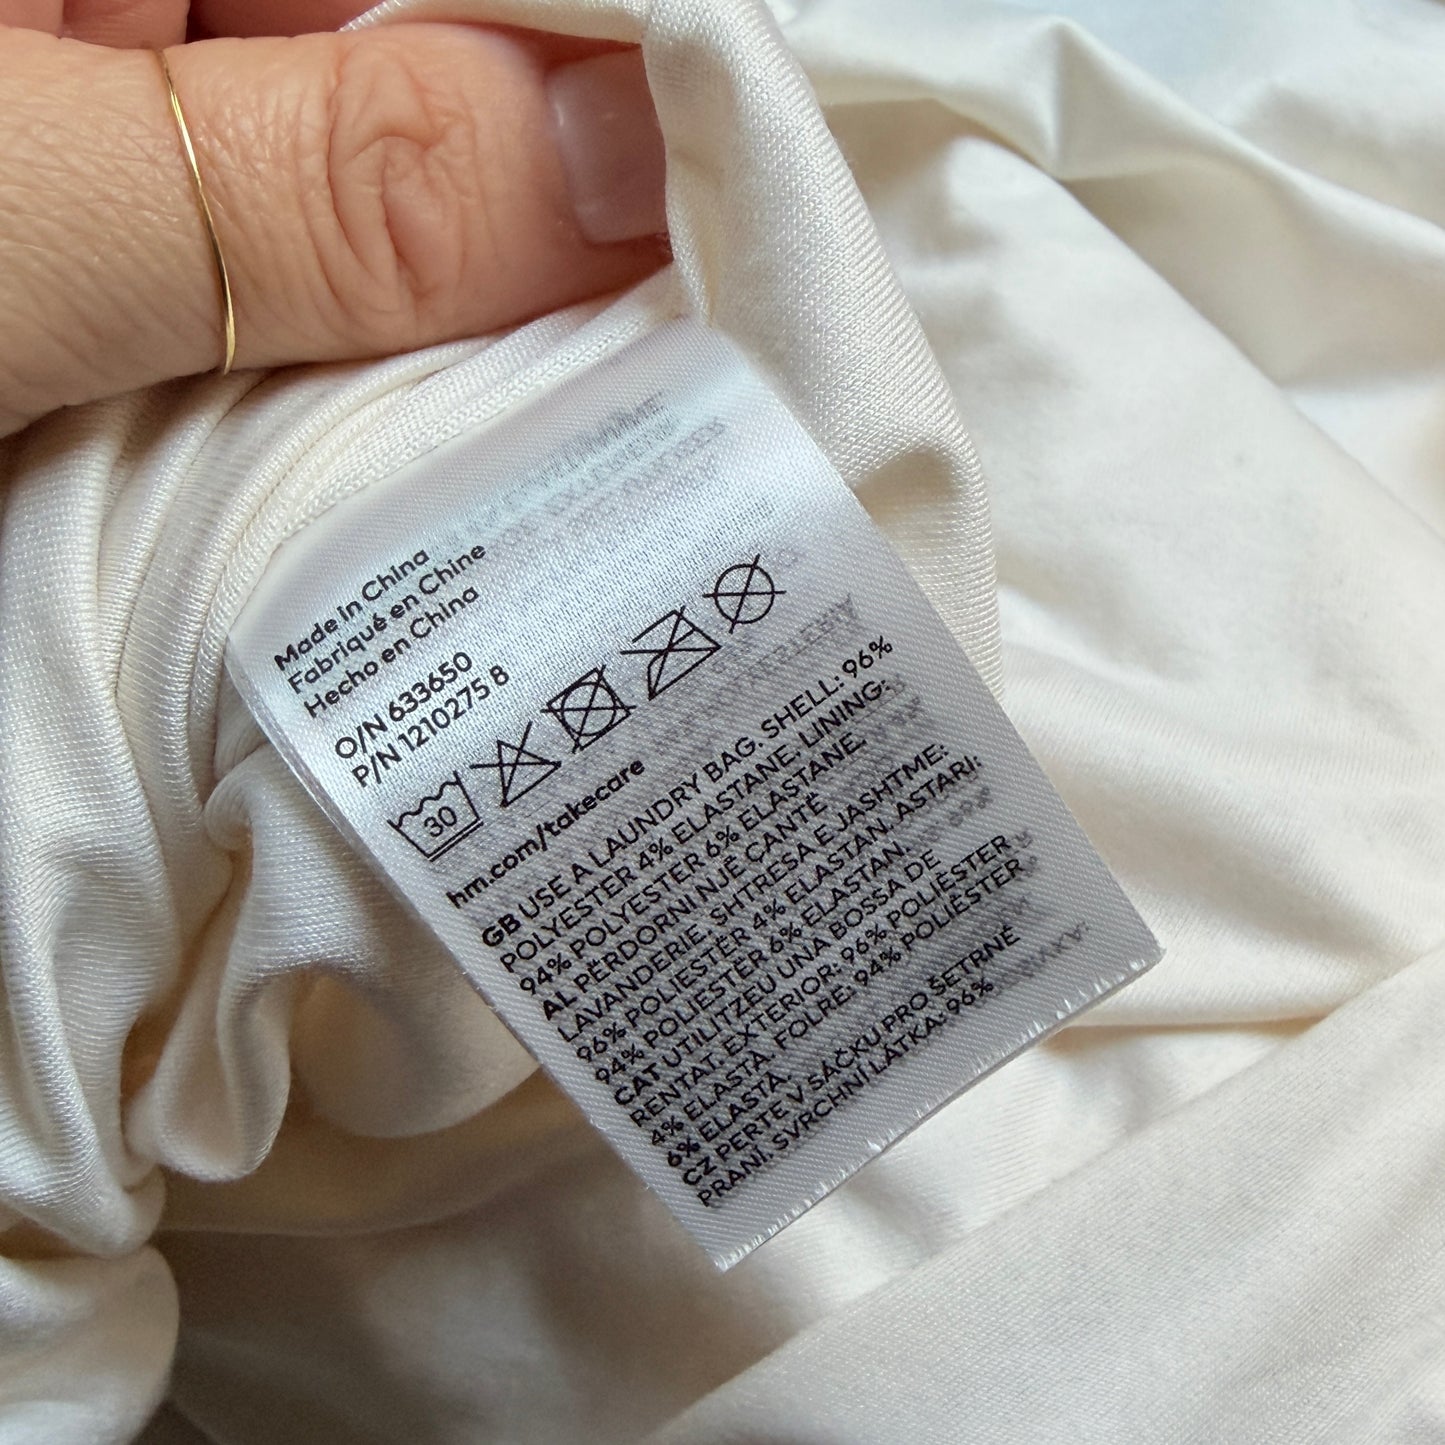 Made in China
Fabriqué en Chine
Hecho en China
O/N 633650
P/N 1210275 8
30
hm.com/takecare
GB USE A LAUNDRY BAG. SHELL: 96%
POLYESTER 4% ELASTANE. LINING:
94% POLYESTER 6% ELASTANE.
AL PËRDORNI NJË ÇANTË
LAVANDERIE. SHTRESA E JASHTME:
96% POLIESTËR 4% ELASTAN. ASTARI:
94% POLIESTËR 6% ELASTAN.
CAT UTILITZEU UNA BOSSA DE
RENTAT. EXTERIOR: 96% POLIÈSTER
4% ELASTÀ. FOLRE: 94% POLIÈSTER
6% ELASTÀ.
CZ PERTE V SÁČKU PRO ŠETRNÉ
PRANÍ. SVRCHNÍ LÁTKA: 96%